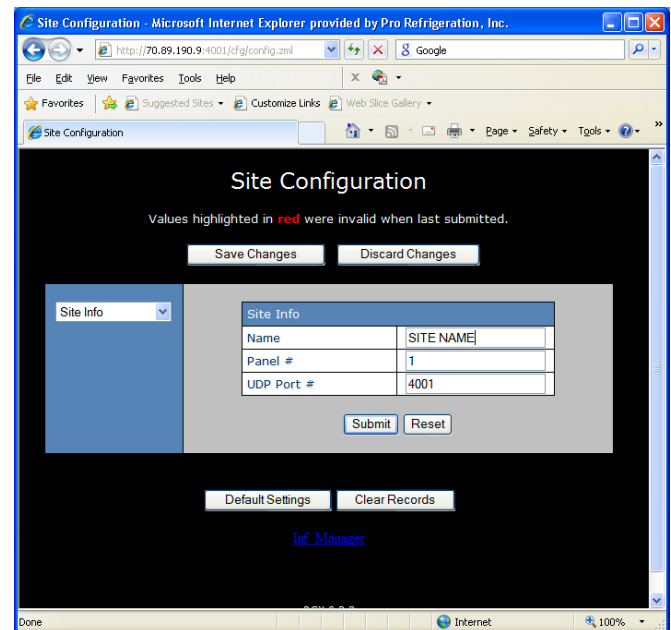 Site Configuration - Microsoft Internet Explorer provided by Pro Refrigeration, Inc.
http://70.89.190.9:4001/cfg/config.zml
Google
File Edit View Favorites Tools Help
x
Favorites Suggested Sites Customize Links Web Slice Gallery
Site Configuration Page Safety Tools »
Site Configuration
Values highlighted in red were invalid when last submitted.
Save Changes Discard Changes
Site Info
Site Info
Name SITE NAME
Panel # 1
UDP Port # 4001
Submit Reset
Default Settings Clear Records
Inf_Manager
Done Internet 100%